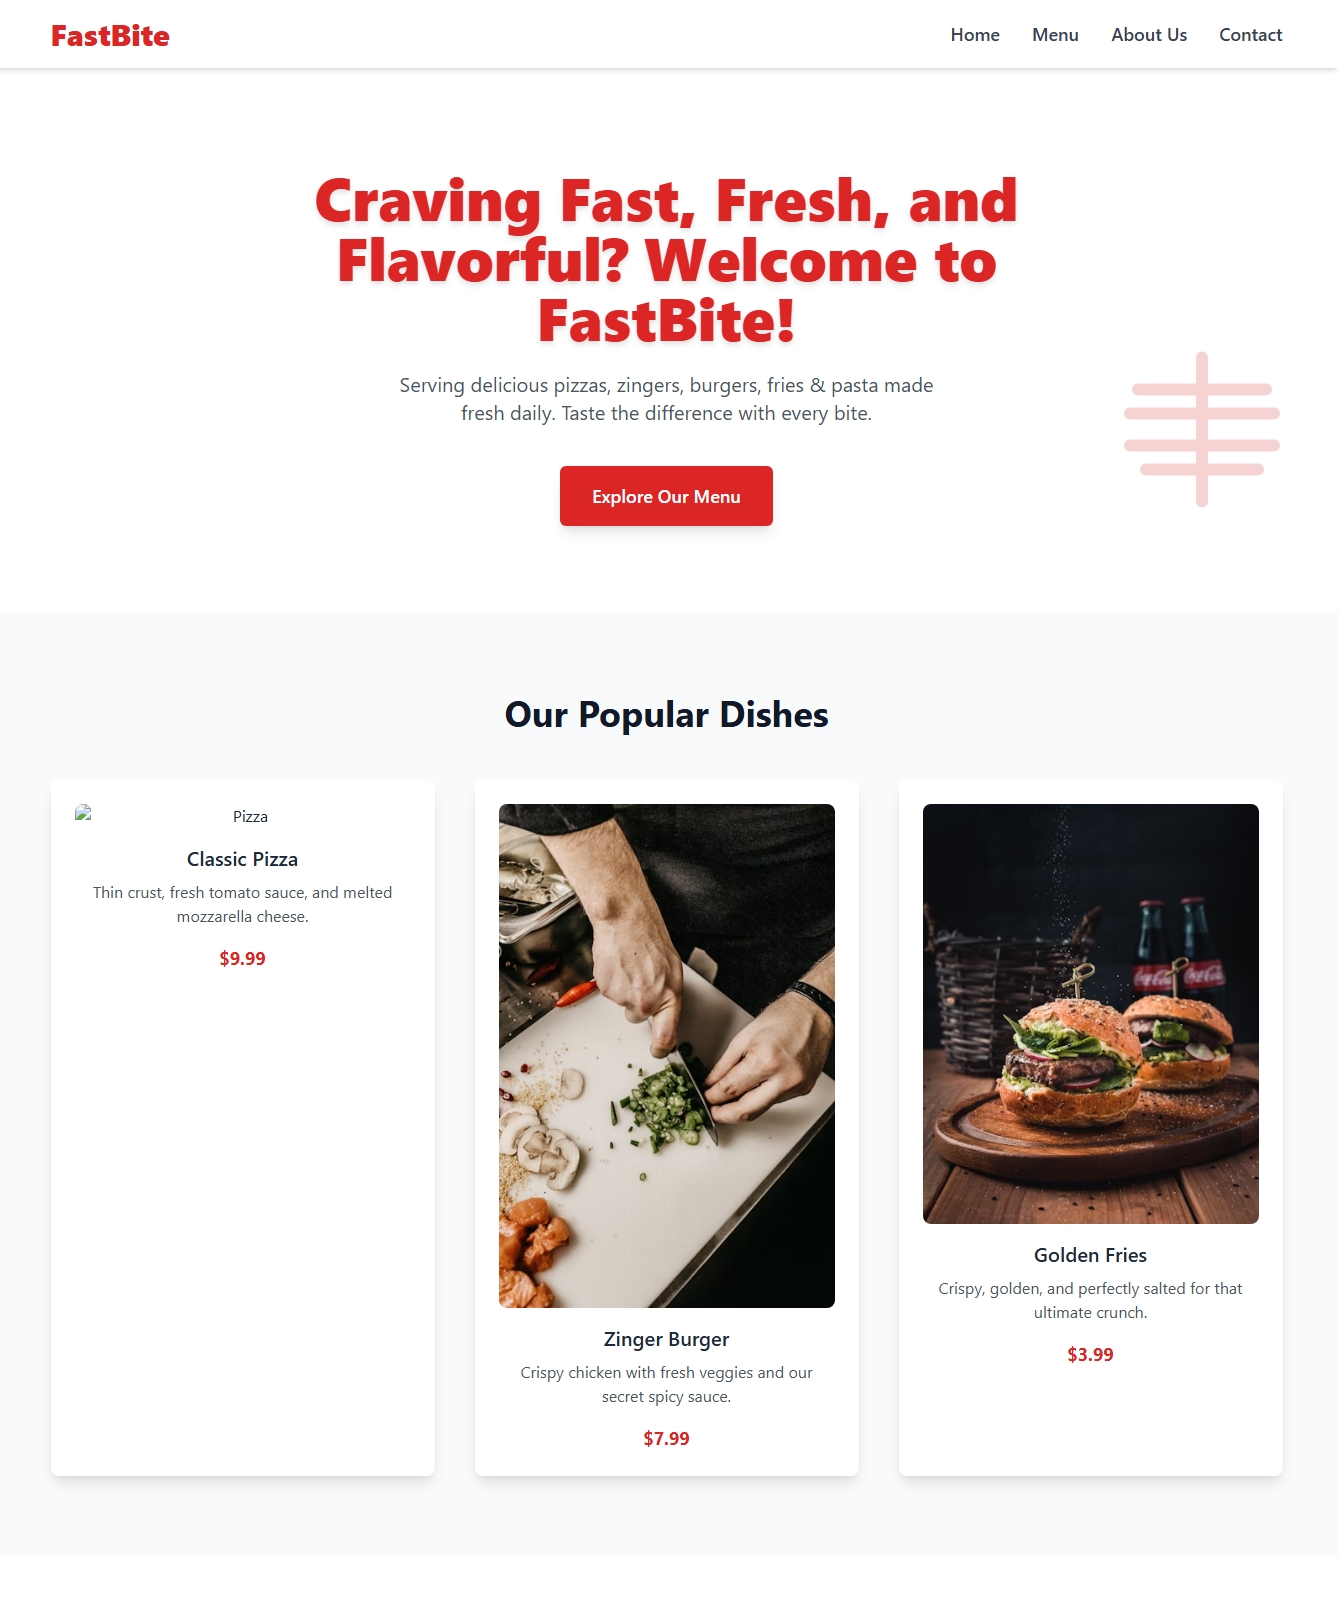 FastBite
Home Menu About Us Contact
Craving Fast, Fresh, and
Flavorful? Welcome to
FastBite!
Serving delicious pizzas, zingers, burgers, fries & pasta made
fresh daily. Taste the difference with every bite.
Explore Our Menu
Our Popular Dishes
Pizza
Classic Pizza
Thin crust, fresh tomato sauce, and melted
mozzarella cheese.
$9.99
Zinger Burger
Crispy chicken with fresh veggies and our
secret spicy sauce.
$7.99
Coca-Cola
Coca-Cola
Golden Fries
Crispy, golden, and perfectly salted for that
ultimate crunch.
$3.99